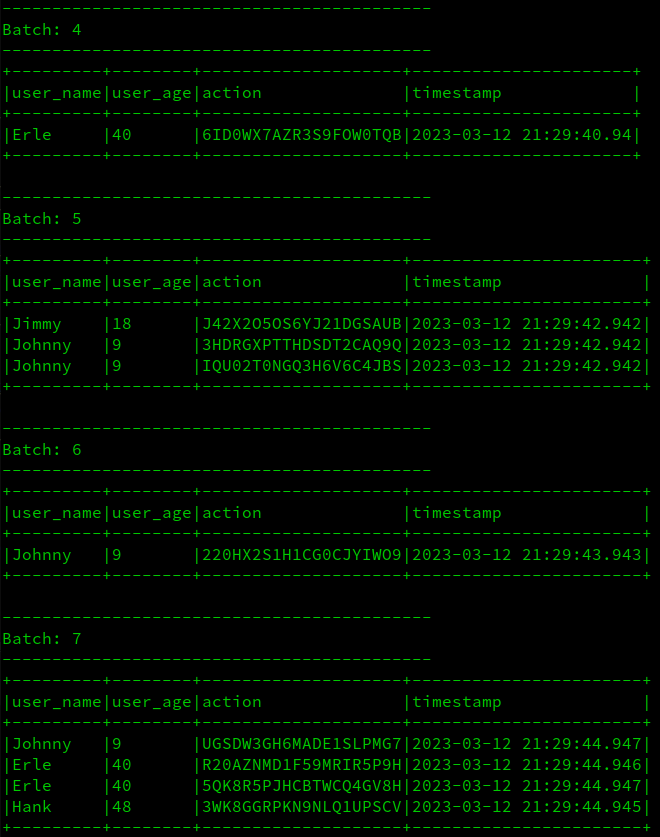 -------------------------------------------
Batch: 4
-------------------------------------------
+---------+--------+--------------------+----------------------+
|user_name|user_age|action              |timestamp             |
+---------+--------+--------------------+----------------------+
|Erle     |40      |6ID0WX7AZR3S9FOW0TQB|2023-03-12 21:29:40.94|
+---------+--------+--------------------+----------------------+

-------------------------------------------
Batch: 5
-------------------------------------------
+---------+--------+--------------------+-----------------------+
|user_name|user_age|action              |timestamp              |
+---------+--------+--------------------+-----------------------+
|Jimmy    |18      |J42X2O5OS6YJ21DGSAUB|2023-03-12 21:29:42.942|
|Johnny   |9       |3HDRGXPTTHDSDT2CAQ9Q|2023-03-12 21:29:42.942|
|Johnny   |9       |IQU02T0NGQ3H6V6C4JBS|2023-03-12 21:29:42.942|
+---------+--------+--------------------+-----------------------+

-------------------------------------------
Batch: 6
-------------------------------------------
+---------+--------+--------------------+-----------------------+
|user_name|user_age|action              |timestamp              |
+---------+--------+--------------------+-----------------------+
|Johnny   |9       |220HX2S1H1CG0CJYIWO9|2023-03-12 21:29:43.943|
+---------+--------+--------------------+-----------------------+

-------------------------------------------
Batch: 7
-------------------------------------------
+---------+--------+--------------------+-----------------------+
|user_name|user_age|action              |timestamp              |
+---------+--------+--------------------+-----------------------+
|Johnny   |9       |UGSDW3GH6MADE1SLPMG7|2023-03-12 21:29:44.947|
|Erle     |40      |R20AZNMD1F59MRIR5P9H|2023-03-12 21:29:44.946|
|Erle     |40      |5QK8R5PJHCBTWCQ4GV8H|2023-03-12 21:29:44.947|
|Hank     |48      |3WK8GGRPKN9NLQ1UPSCV|2023-03-12 21:29:44.945|
+---------+--------+--------------------+-----------------------+